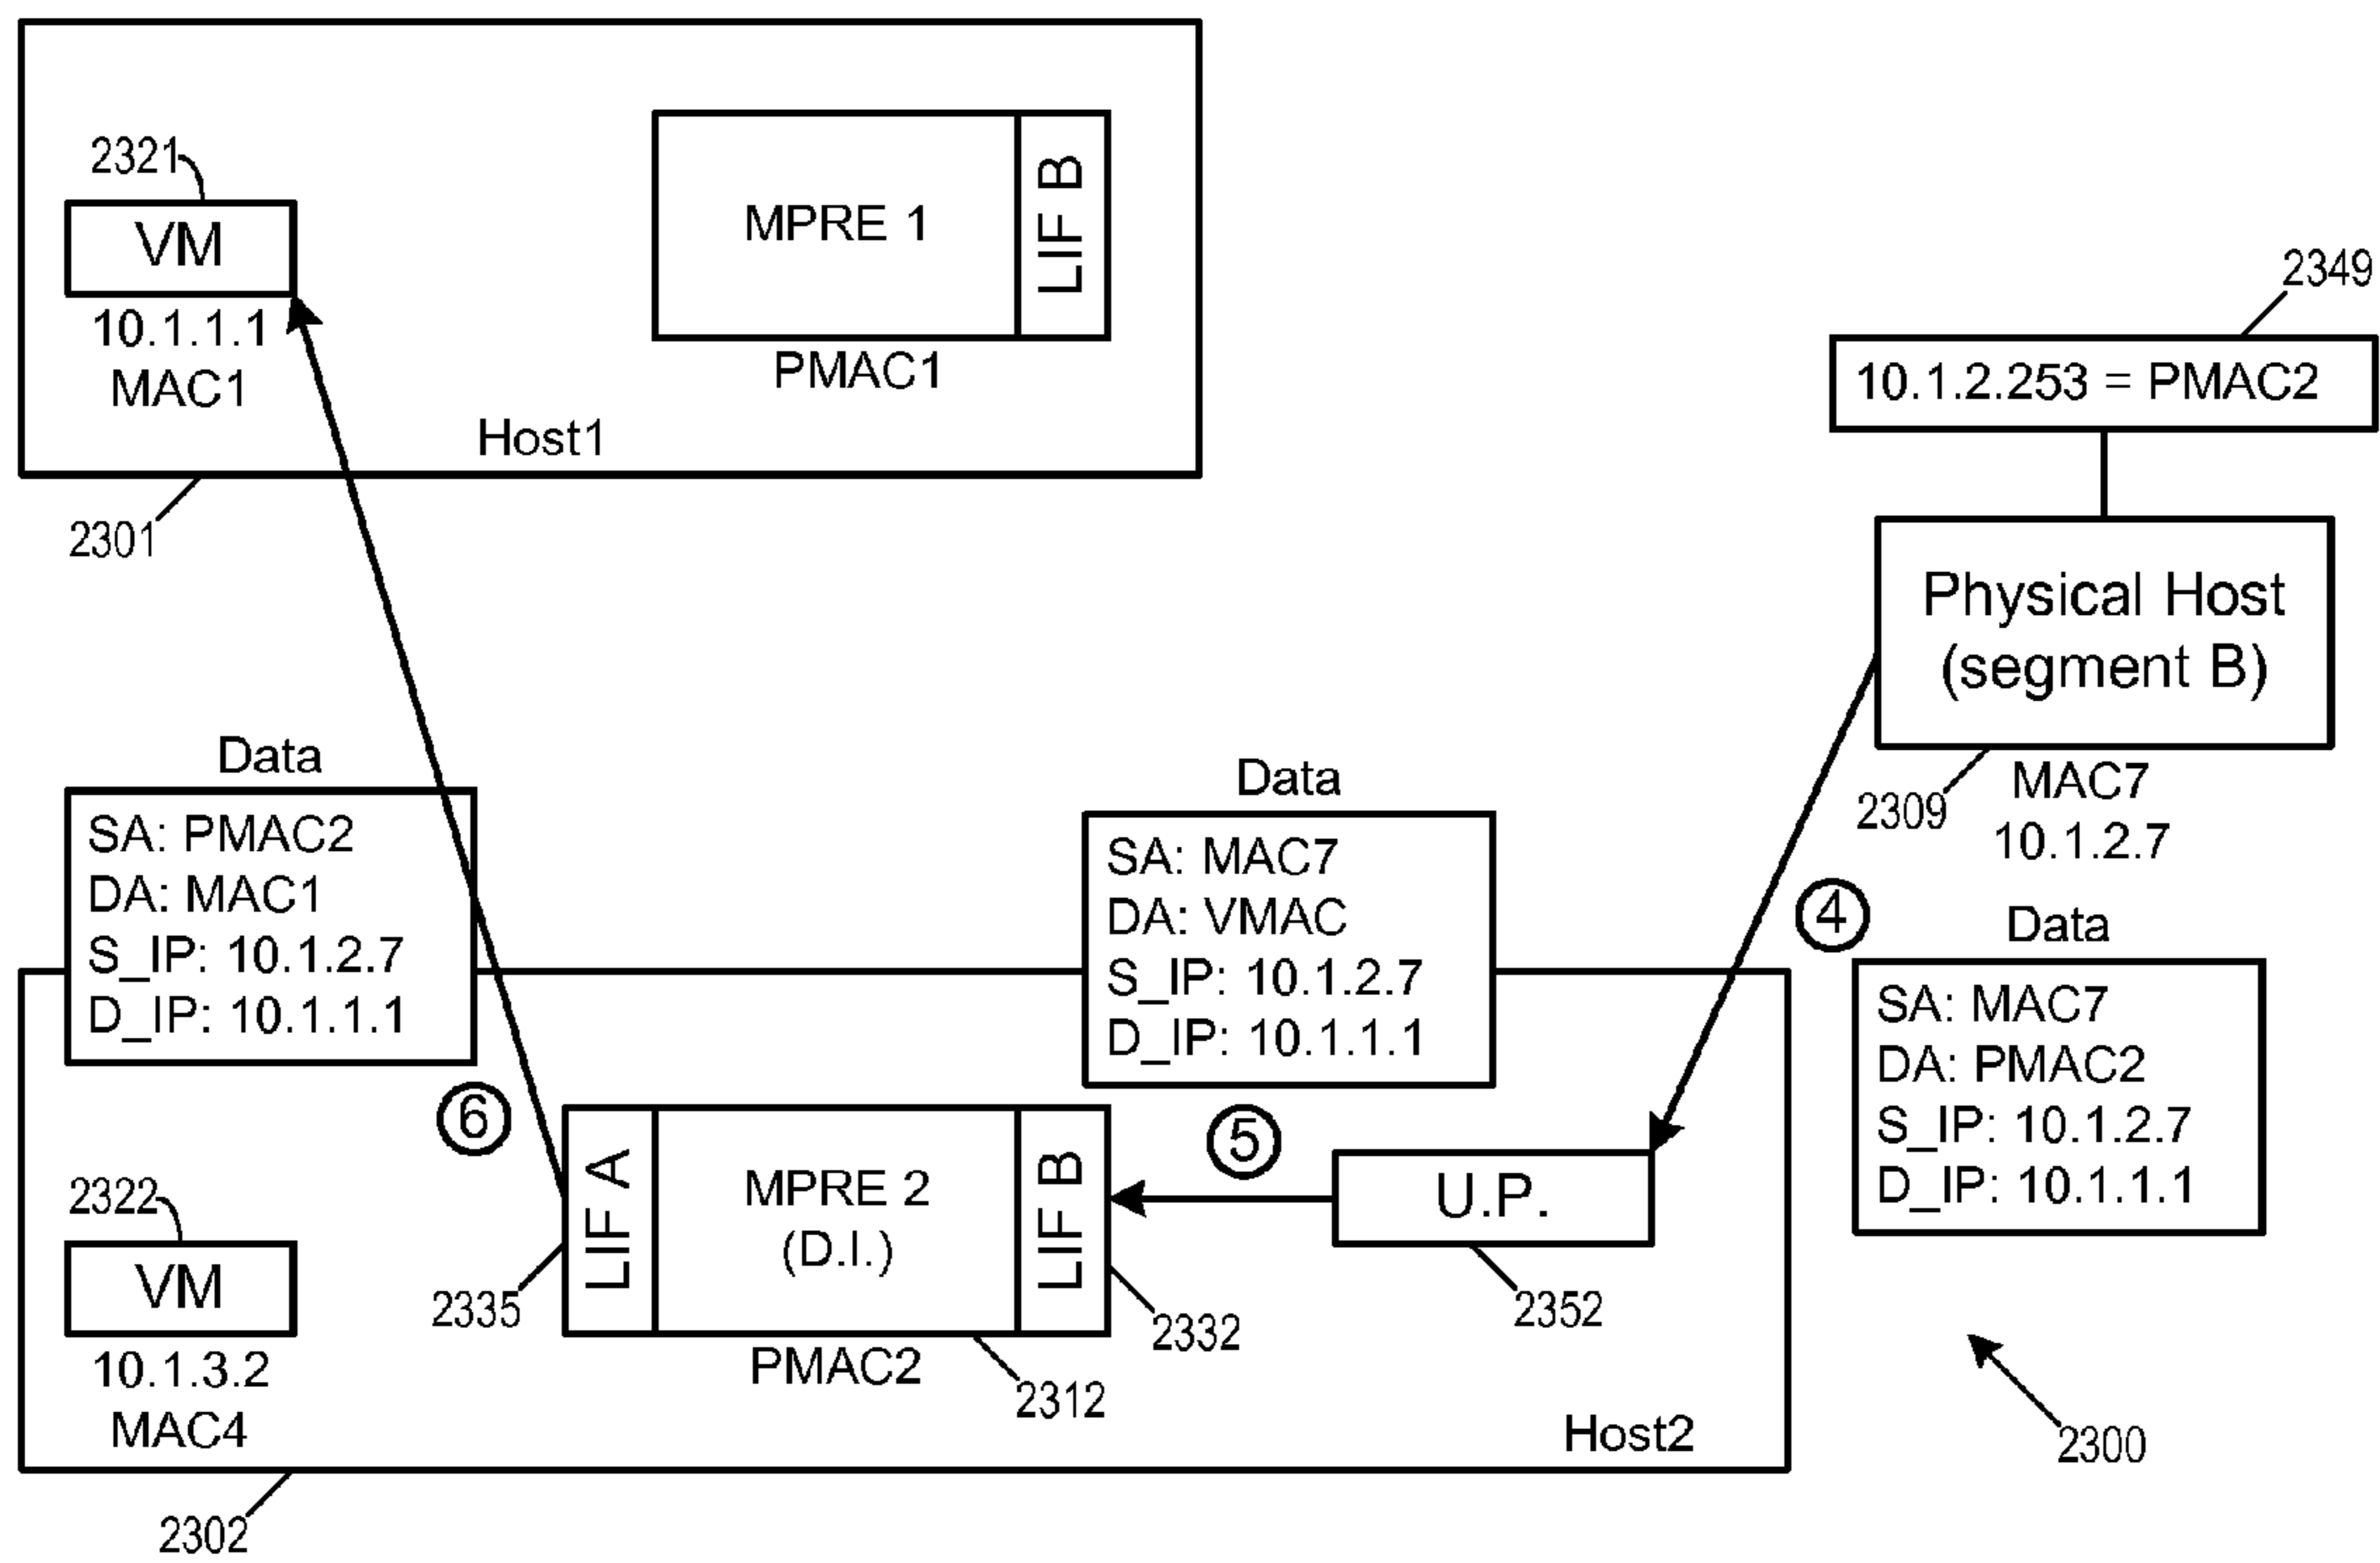 2321
VM
10.1.1.1
MAC1
MPRE 1
LIF B
PMAC1
Host1
2301
2349
10.1.2.253 = PMAC2
Physical Host
(segment B)
2309
MAC7
10.1.2.7
4
Data
SA: MAC7
DA: PMAC2
S_IP: 10.1.2.7
D_IP: 10.1.1.1
Data
SA: MAC7
DA: VMAC
S_IP: 10.1.2.7
D_IP: 10.1.1.1
5
U.P.
2352
Data
SA: PMAC2
DA: MAC1
S_IP: 10.1.2.7
D_IP: 10.1.1.1
6
LIF A
MPRE 2
(D.I.)
LIF B
2335
PMAC2
2332
2312
2322
VM
10.1.3.2
MAC4
Host2
2302
2300